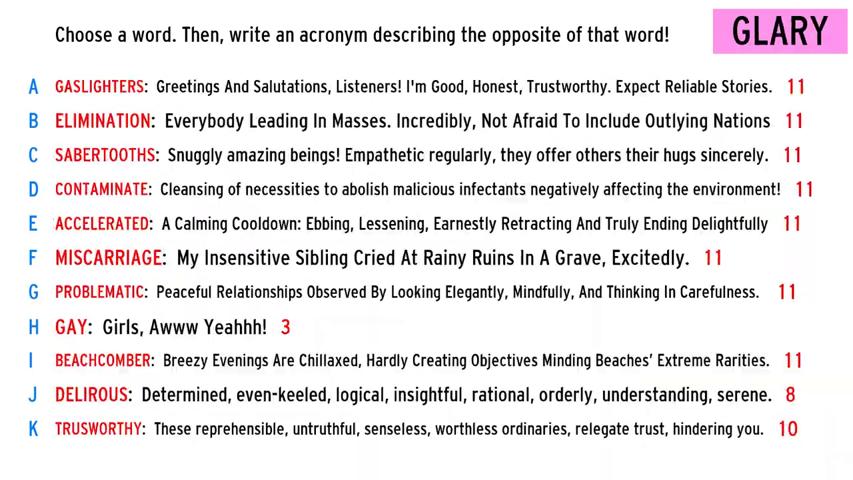 Choose a word. Then, write an acronym describing the opposite of that word!
GLARY
A GASLIGHTERS: Greetings And Salutations, Listeners! I'm Good, Honest, Trustworthy. Expect Reliable Stories. 11
B ELIMINATION: Everybody Leading In Masses. Incredibly, Not Afraid To Include Outlying Nations 11
C SABERTOOTHS: Snuggly amazing beings! Empathetic regularly, they offer others their hugs sincerely. 11
D CONTAMINATE: Cleansing of necessities to abolish malicious infectants negatively affecting the environment! 11
E ACCELERATED: A Calming Cooldown: Ebbing, Lessening, Earnestly Retracting And Truly Ending Delightfully 11
F MISCARRIAGE: My Insensitive Sibling Cried At Rainy Ruins In A Grave, Excitedly. 11
G PROBLEMATIC: Peaceful Relationships Observed By Looking Elegantly, Mindfully, And Thinking In Carefulness. 11
H GAY: Girls, Awww Yeahhh! 3
I BEACHCOMBER: Breezy Evenings Are Chillaxed, Hardly Creating Objectives Minding Beaches' Extreme Rarities. 11
J DELIROUS: Determined, even-keeled, logical, insightful, rational, orderly, understanding, serene. 8
K TRUSWORTHY: These reprehensible, untruthful, senseless, worthless ordinaries, relegate trust, hindering you. 10